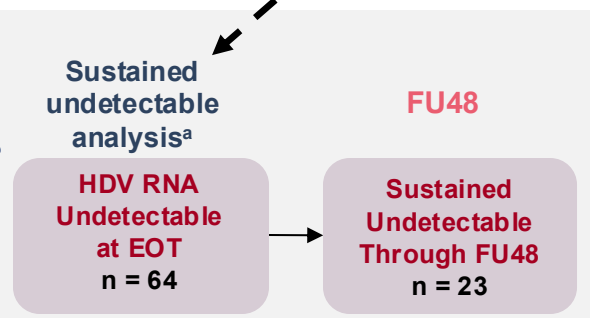 Sustained
undetectable
analysisᵃ
FU48
HDV RNA
Undetectable
at EOT
n = 64
Sustained
Undetectable
Through FU48
n = 23